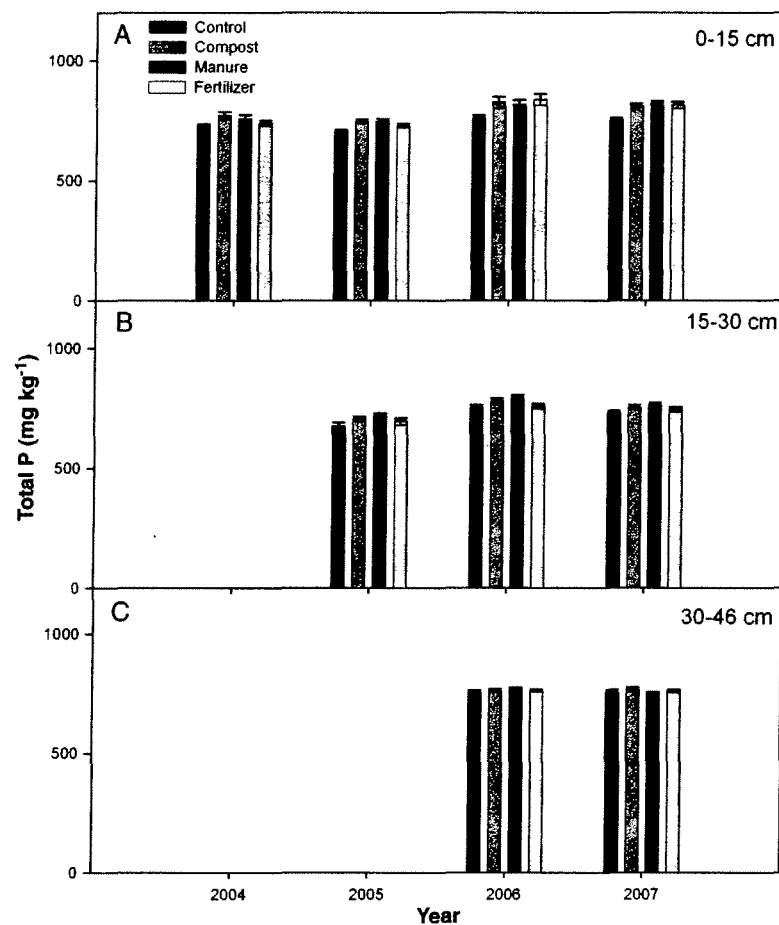 A
Control
Compost
Manure
Fertilizer
0-15 cm
1000
500
0
B
15-30 cm
1000
500
0
Total P (mg kg⁻¹)
C
30-46 cm
1000
500
0
2004 2005 2006 2007
Year